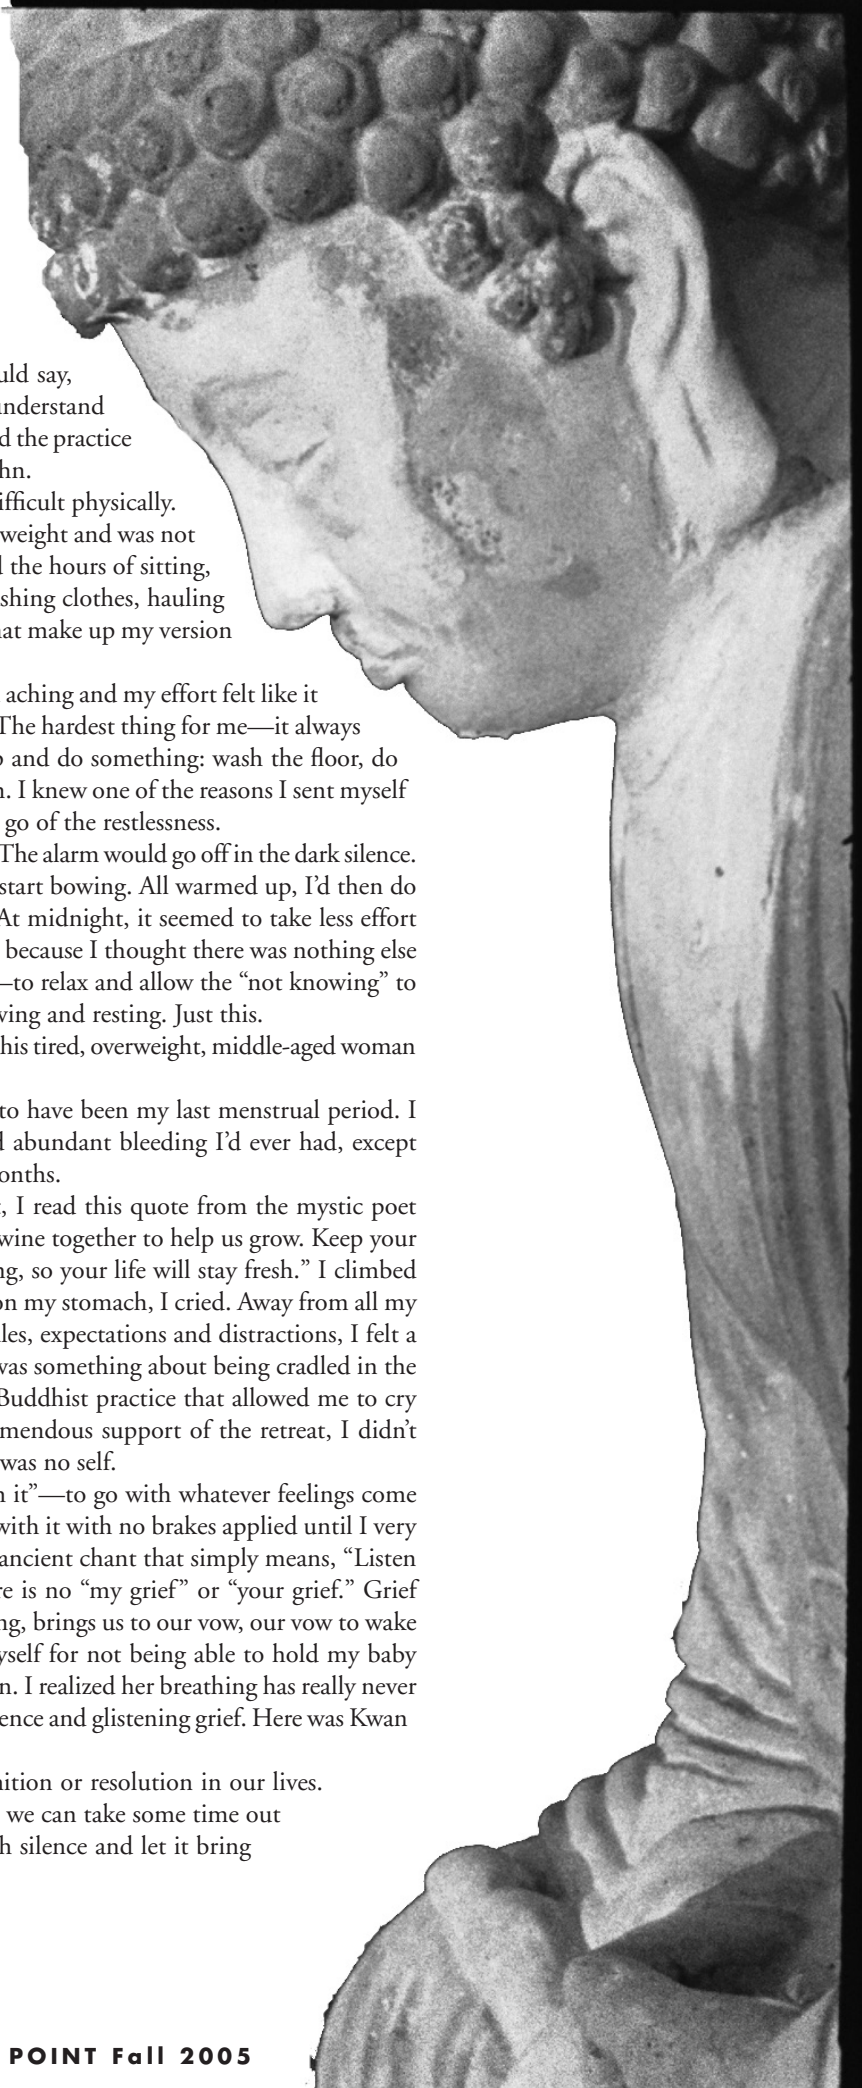 uld say,
understand
d the practice
hn.
ifficult physically.
weight and was not
l the hours of sitting,
shing clothes, hauling
hat make up my version
aching and my effort felt like it
The hardest thing for me—it always
p and do something: wash the floor, do
n. I knew one of the reasons I sent myself
go of the restlessness.
The alarm would go off in the dark silence.
start bowing. All warmed up, I’d then do
At midnight, it seemed to take less effort
because I thought there was nothing else
—to relax and allow the “not knowing” to
wing and resting. Just this.
his tired, overweight, middle-aged woman
to have been my last menstrual period. I
d abundant bleeding I’d ever had, except
onths.
t, I read this quote from the mystic poet
wine together to help us grow. Keep your
ng, so your life will stay fresh.” I climbed
on my stomach, I cried. Away from all my
les, expectations and distractions, I felt a
was something about being cradled in the
Buddhist practice that allowed me to cry
mendous support of the retreat, I didn’t
was no self.
n it”—to go with whatever feelings come
with it with no brakes applied until I very
ancient chant that simply means, “Listen
re is no “my grief” or “your grief.” Grief
ng, brings us to our vow, our vow to wake
yself for not being able to hold my baby
n. I realized her breathing has really never
ence and glistening grief. Here was Kwan
nition or resolution in our lives.
we can take some time out
h silence and let it bring
POINT Fall 2005